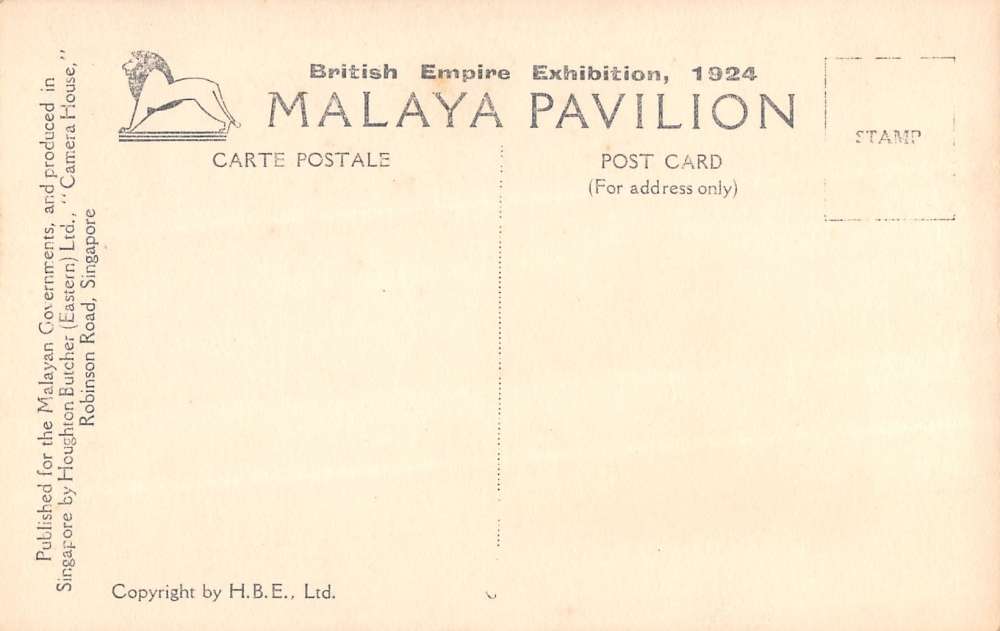 British Empire Exhibition, 1924
MALAYA PAVILION
CARTE POSTALE
POST CARD
(For address only)
STAMP
Published for the Malayan Governments, and produced in
Singapore by Houghton Butcher (Eastern) Ltd., "Camera House,"
Robinson Road, Singapore
Copyright by H.B.E., Ltd.